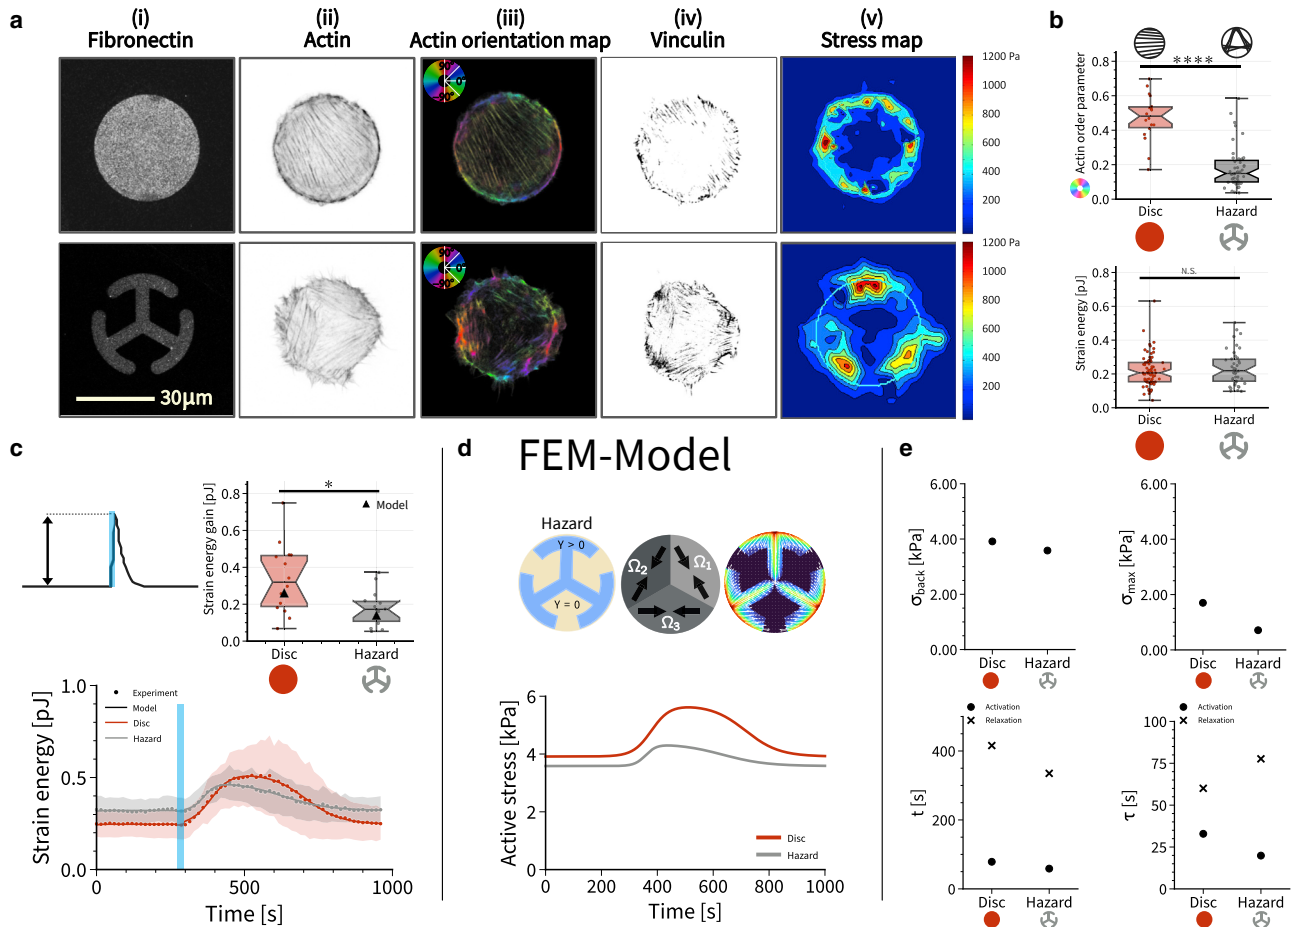 a
(i)
Fibronectin
(ii)
Actin
(iii)
Actin orientation map
(iv)
Vinculin
(v)
Stress map
90°
0°
-90°
1200 Pa
1000
800
600
400
200
90°
0°
-90°
1200 Pa
1000
800
600
400
200
30µm
b
Actin order parameter
0.8
0.6
0.4
0.2
0.0
****
Disc
Hazard
Strain energy [pJ]
0.8
0.6
0.4
0.2
0.0
N.S.
Disc
Hazard
c
Strain energy gain [pJ]
0.8
0.6
0.4
0.2
0.0
*
Model
Disc
Hazard
Strain energy [pJ]
1.0
0.5
0.0
Experiment
Model
Disc
Hazard
0
500
1000
Time [s]
d
FEM-Model
Hazard
Y > 0
Y = 0
Ω2
Ω1
Ω3
Active stress [kPa]
6
4
2
0
Disc
Hazard
0
200
400
600
800
1000
Time [s]
e
σback [kPa]
6.00
4.00
2.00
0.00
Disc
Hazard
σmax [kPa]
6.00
4.00
2.00
0.00
Disc
Hazard
Activation
Relaxation
t [s]
400
200
0
Disc
Hazard
Activation
Relaxation
τ [s]
100
75
50
25
0
Disc
Hazard